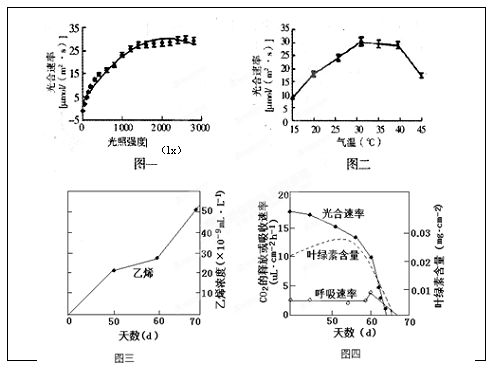 光合速率
[μmol/(m²·s)]
35
25
15
5
-5
0
1000
2000
3000
光照强度] (lx)
图一
光合速率
[μmol/(m²·s)]
35
30
25
20
15
10
5
0
15
20
25
30
35
40
45
气温(℃)
图二
乙烯
50
40
30
20
10
乙烯浓度(×10⁻⁹mL·L⁻¹)
0
50
60
70
天数(d)
图三
CO₂的释放或吸收速率
(uL·cm⁻²h⁻¹)
20
15
10
5
0
光合速率
叶绿素含量
呼吸速率
0.03
0.02
0.01
叶绿素含量(mg·cm-2)
40
50
60
70
天数(d)
图四